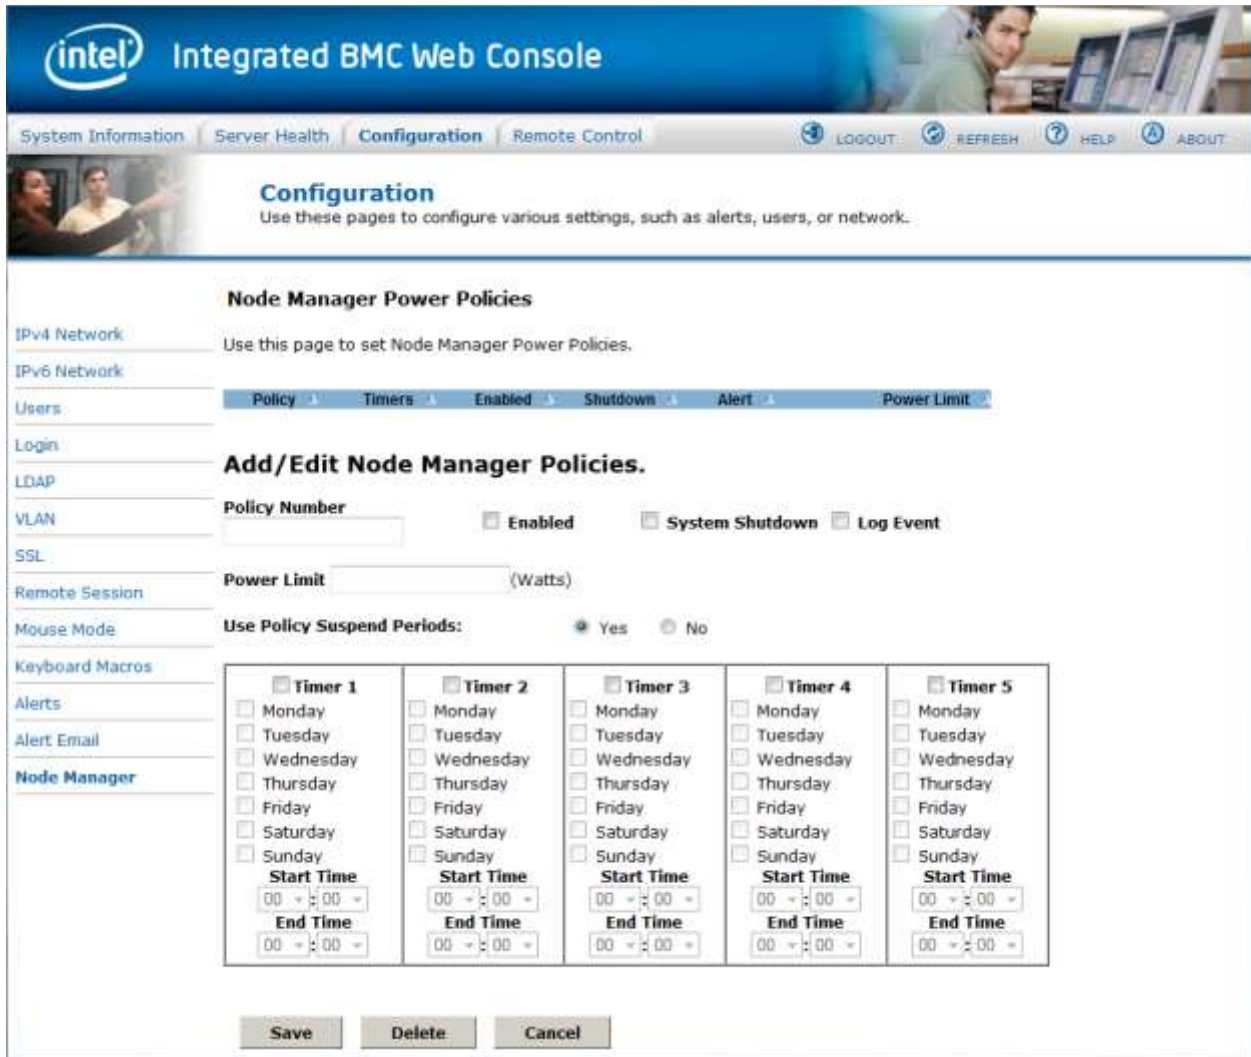 intel Integrated BMC Web Console
System Information Server Health Configuration Remote Control LOGOUT REFRESH HELP ABOUT
Configuration
Use these pages to configure various settings, such as alerts, users, or network.
IPv4 Network
IPv6 Network
Users
Login
LDAP
VLAN
SSL
Remote Session
Mouse Mode
Keyboard Macros
Alerts
Alert Email
Node Manager
Node Manager Power Policies
Use this page to set Node Manager Power Policies.
Policy Timers Enabled Shutdown Alert Power Limit
Add/Edit Node Manager Policies.
Policy Number
Enabled System Shutdown Log Event
Power Limit (Watts)
Use Policy Suspend Periods: Yes No
Timer 1 Timer 2 Timer 3 Timer 4 Timer 5
Monday Monday Monday Monday Monday
Tuesday Tuesday Tuesday Tuesday Tuesday
Wednesday Wednesday Wednesday Wednesday Wednesday
Thursday Thursday Thursday Thursday Thursday
Friday Friday Friday Friday Friday
Saturday Saturday Saturday Saturday Saturday
Sunday Sunday Sunday Sunday Sunday
Start Time Start Time Start Time Start Time Start Time
00 : 00 00 : 00 00 : 00 00 : 00 00 : 00
End Time End Time End Time End Time End Time
00 : 00 00 : 00 00 : 00 00 : 00 00 : 00
Save Delete Cancel